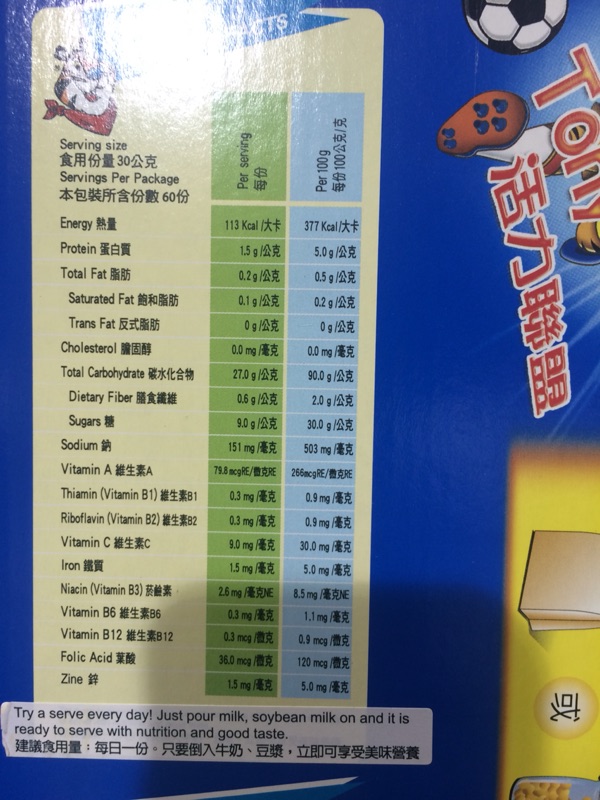 ACTS
Serving size
食用份量30公克
Servings Per Package
本包裝所含份數 60份
Per serving
每份
Per 100g
每份100公克/克
Energy 熱量 113 Kcal /大卡 377 Kcal /大卡
Protein 蛋白質 1.5 g /公克 5.0 g /公克
Total Fat 脂肪 0.2 g /公克 0.5 g /公克
Saturated Fat 飽和脂肪 0.1 g /公克 0.2 g /公克
Trans Fat 反式脂肪 0 g /公克 0 g /公克
Cholesterol 膽固醇 0.0 mg /毫克 0.0 mg /毫克
Total Carbohydrate 碳水化合物 27.0 g /公克 90.0 g /公克
Dietary Fiber 膳食纖維 0.6 g /公克 2.0 g /公克
Sugars 糖 9.0 g /公克 30.0 g /公克
Sodium 鈉 151 mg /毫克 503 mg /毫克
Vitamin A 維生素A 79.8 mcgRE/微克RE 266mcgRE/微克RE
Thiamin (Vitamin B1) 維生素B1 0.3 mg /毫克 0.9 mg /毫克
Riboflavin (Vitamin B2) 維生素B2 0.3 mg /毫克 0.9 mg /毫克
Vitamin C 維生素C 9.0 mg /毫克 30.0 mg /毫克
Iron 鐵質 1.5 mg /毫克 5.0 mg /毫克
Niacin (Vitamin B3) 菸鹼素 2.6 mg /毫克NE 8.5 mg /毫克NE
Vitamin B6 維生素B6 0.3 mg /毫克 1.1 mg /毫克
Vitamin B12 維生素B12 0.3 mcg /微克 0.9 mcg /微克
Folic Acid 葉酸 36.0 mcg /微克 120 mcg /微克
Zine 鋅 1.5 mg /毫克 5.0 mg /毫克
Try a serve every day! Just pour milk, soybean milk on and it is
ready to serve with nutrition and good taste.
建議食用量：每日一份。只要倒入牛奶、豆漿，立即可享受美味營養
Tony
活力聯盟
或